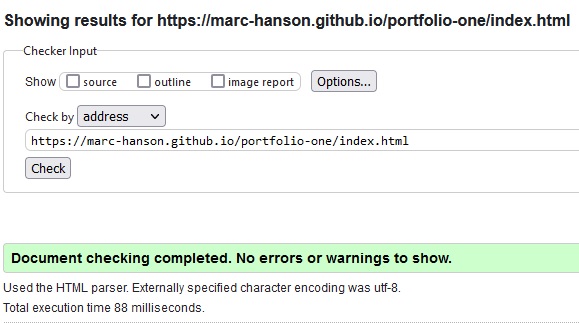 Showing results for https://marc-hanson.github.io/portfolio-one/index.html
Checker Input
Show source outline image report Options...
Check by address
https://marc-hanson.github.io/portfolio-one/index.html
Check
Document checking completed. No errors or warnings to show.
Used the HTML parser. Externally specified character encoding was utf-8.
Total execution time 88 milliseconds.